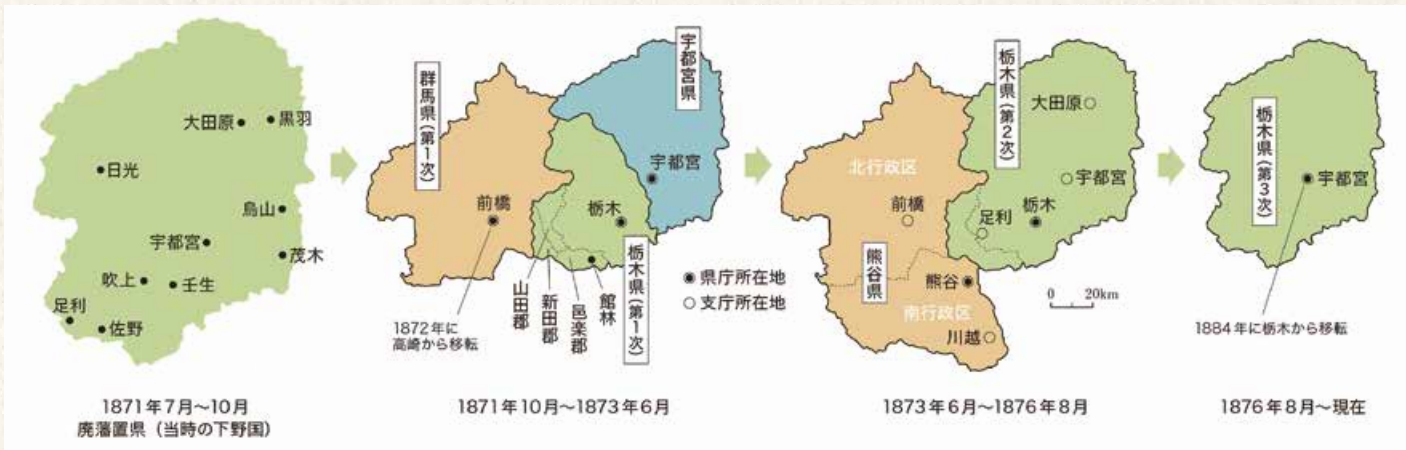 大田原
黒羽
日光
烏山
宇都宮
茂木
吹上
壬生
足利
佐野
1871年7月～10月
廃藩置県（当時の下野国）
群馬県（第1次）
宇都宮県
宇都宮
前橋
栃木
栃木県（第1次）
山田郡
新田郡
邑楽郡
館林
1872年に
高崎から移転
1871年10月～1873年6月
県庁所在地
支庁所在地
栃木県（第2次）
大田原
北行政区
宇都宮
前橋
足利
栃木
熊谷県
熊谷
南行政区
川越
0 20km
1873年6月～1876年8月
栃木県（第3次）
宇都宮
1884年に栃木から移転
1876年8月～現在